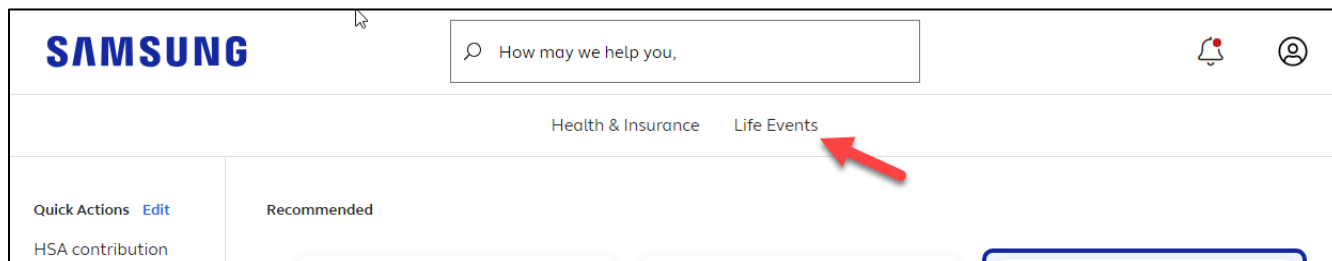 SAMSUNG
How may we help you,
Health & Insurance Life Events
Quick Actions Edit
Recommended
HSA contribution